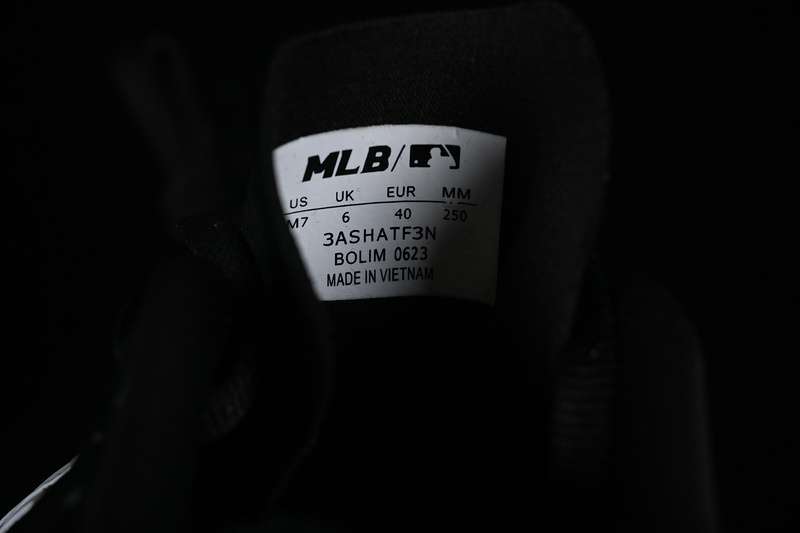 MLB/
US UK EUR MM
M7 6 40 250
3ASHATF3N
BOLIM 0623
MADE IN VIETNAM